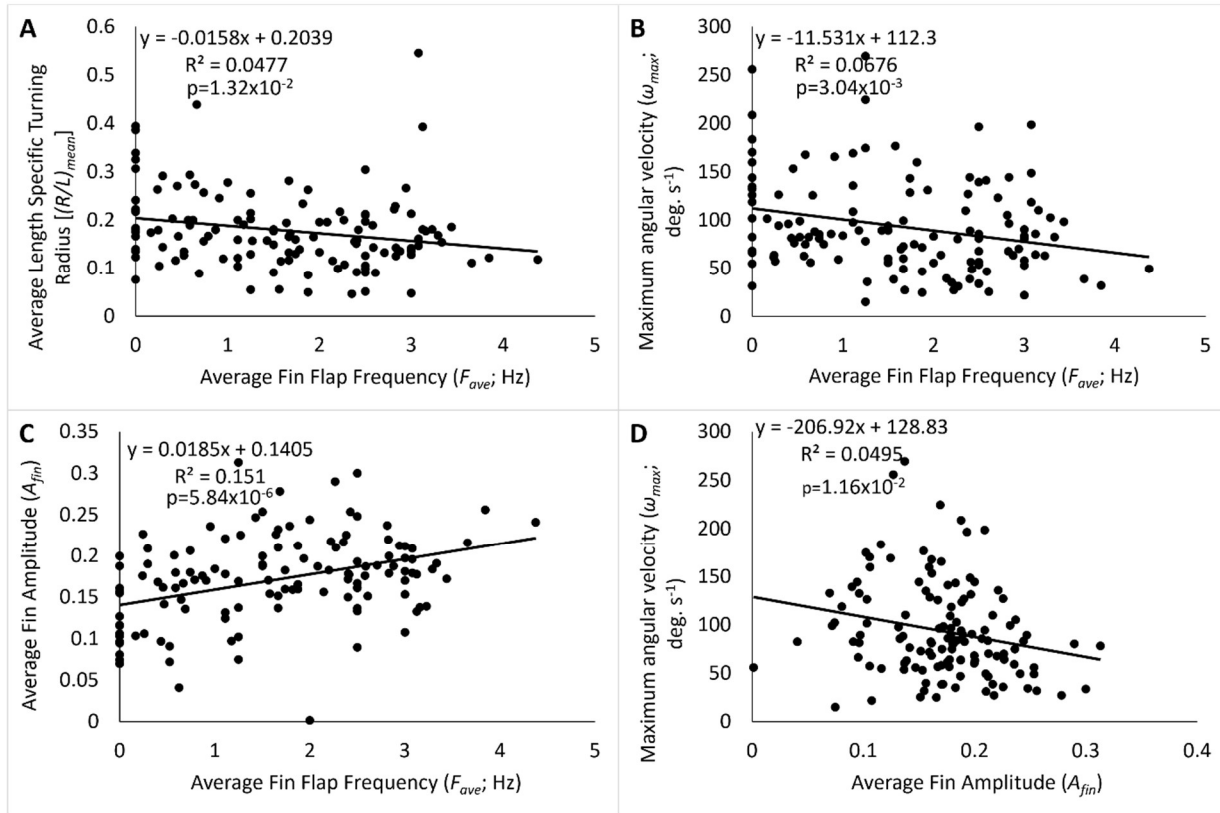 A
y = -0.0158x + 0.2039
R² = 0.0477
p=1.32x10⁻²
Average Length Specific Turning
Radius [(R/L)mean]
0.6
0.5
0.4
0.3
0.2
0.1
0
0 1 2 3 4 5
Average Fin Flap Frequency (Fave; Hz)
B
y = -11.531x + 112.3
R² = 0.0676
p=3.04x10⁻³
Maximum angular velocity (ωmax;
deg. s⁻¹)
300
250
200
150
100
50
0
0 1 2 3 4 5
Average Fin Flap Frequency (Fave; Hz)
C
y = 0.0185x + 0.1405
R² = 0.151
p=5.84x10⁻⁶
Average Fin Amplitude (Afin)
0.35
0.3
0.25
0.2
0.15
0.1
0.05
0
0 1 2 3 4 5
Average Fin Flap Frequency (Fave; Hz)
D
y = -206.92x + 128.83
R² = 0.0495
p=1.16x10⁻²
Maximum angular velocity (ωmax;
deg. s⁻¹)
300
250
200
150
100
50
0
0 0.1 0.2 0.3 0.4
Average Fin Amplitude (Afin)